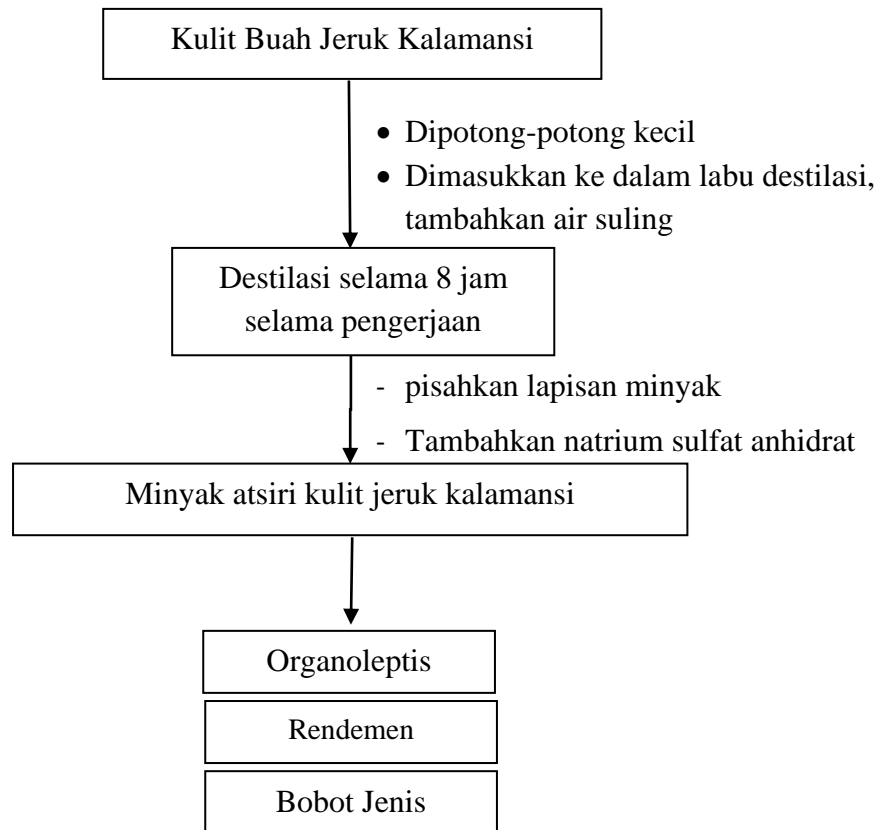 Kulit Buah Jeruk Kalamansi
• Dipotong-potong kecil
• Dimasukkan ke dalam labu destilasi,
tambahkan air suling
Destilasi selama 8 jam
selama pengerjaan
- pisahkan lapisan minyak
- Tambahkan natrium sulfat anhidrat
Minyak atsiri kulit jeruk kalamansi
Organoleptis
Rendemen
Bobot Jenis